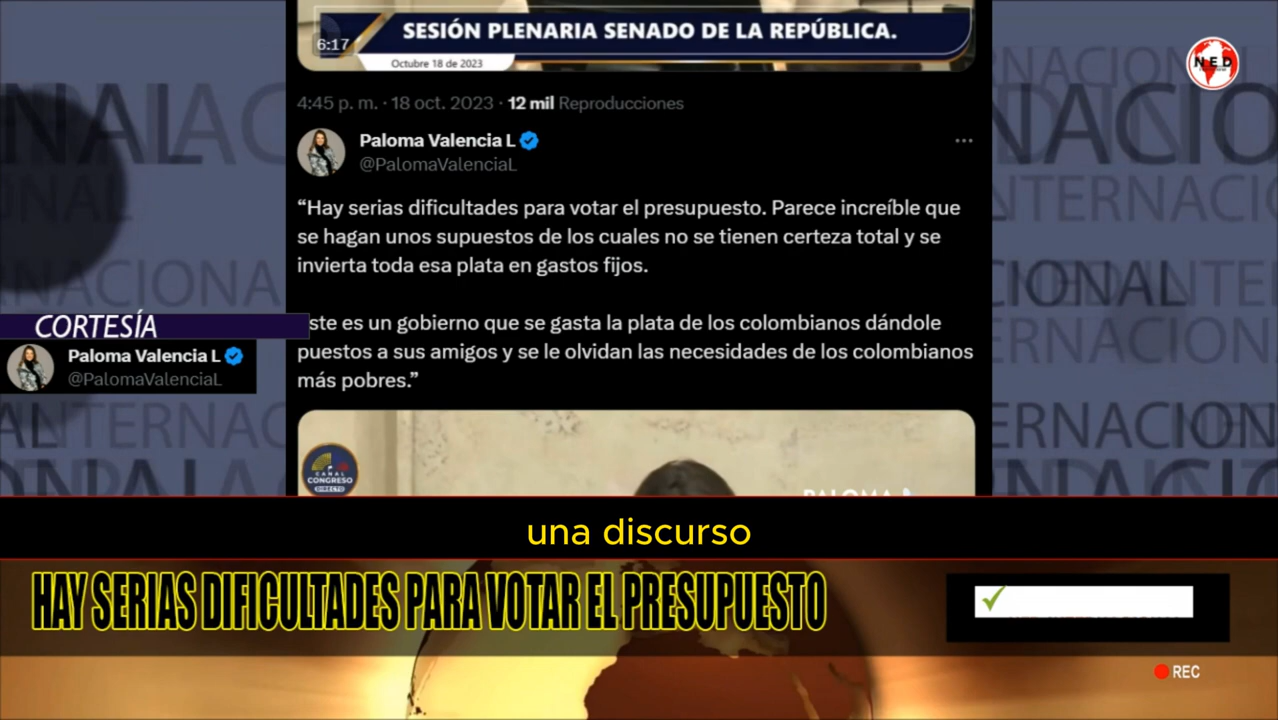 SESIÓN PLENARIA SENADO DE LA REPÚBLICA.
6:17
Octubre 18 de 2023
NED
4:45 p. m. · 18 oct. 2023 · 12 mil Reproducciones
Paloma Valencia L
@PalomaValenciaL
“Hay serias dificultades para votar el presupuesto. Parece increíble que
se hagan unos supuestos de los cuales no se tienen certeza total y se
invierta toda esa plata en gastos fijos.
ste es un gobierno que se gasta la plata de los colombianos dándole
puestos a sus amigos y se le olvidan las necesidades de los colombianos
más pobres.”
CORTESÍA
Paloma Valencia L
@PalomaValenciaL
CANAL
CONGRESO
DIRECTO
PALOMA
una discurso
HAY SERIAS DIFICULTADES PARA VOTAR EL PRESUPUESTO
REC